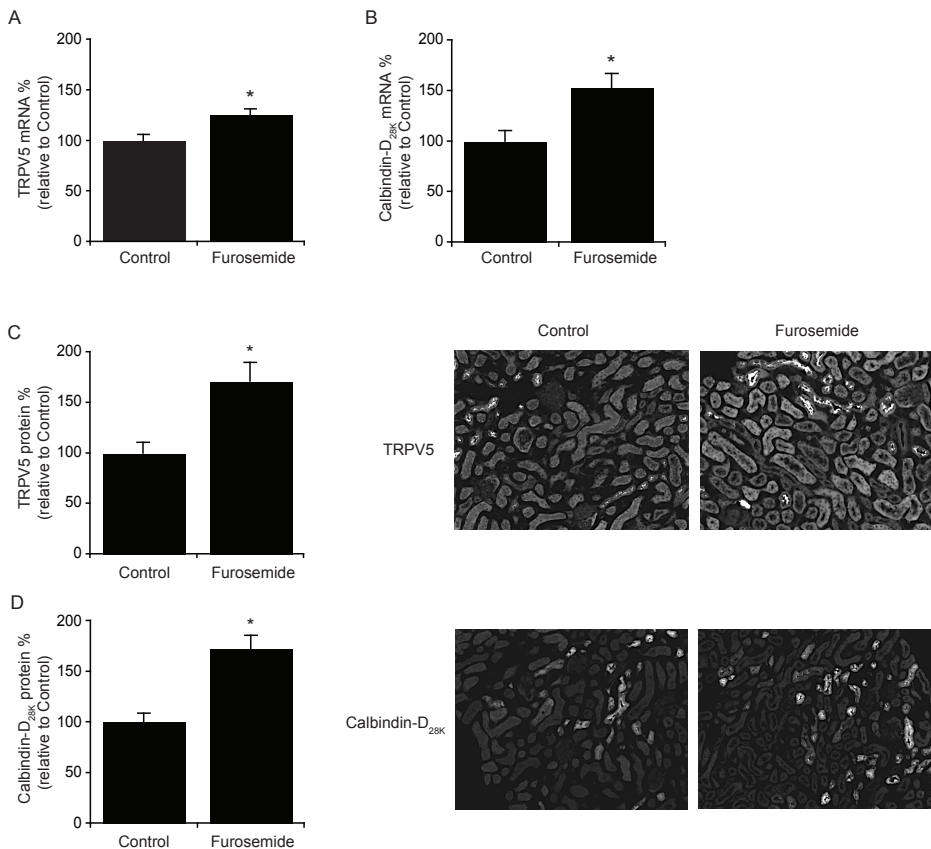 A
TRPV5 mRNA %
(relative to Control)
200
150
100
50
0
*
Control Furosemide
B
Calbindin-D28K mRNA %
(relative to Control)
200
150
100
50
0
*
Control Furosemide
C
TRPV5 protein %
(relative to Control)
200
150
100
50
0
*
Control Furosemide
Control Furosemide
TRPV5
D
Calbindin-D28K protein %
(relative to Control)
200
150
100
50
0
*
Control Furosemide
Calbindin-D28K